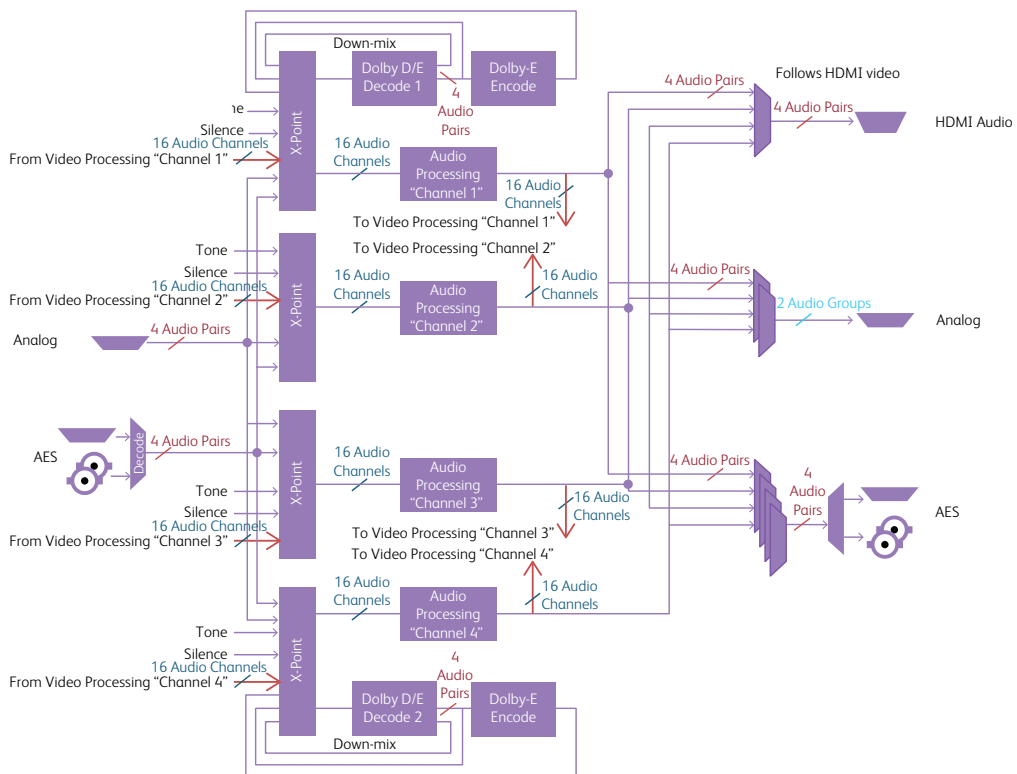 Down-mix
Dolby D/E
Decode 1
Dolby-E
Encode
4
Audio
Pairs
X-Point
Silence
16 Audio Channels
From Video Processing “Channel 1”
16 Audio
Channels
Audio
Processing
“Channel 1”
16 Audio
Channels
To Video Processing “Channel 1”
Follows HDMI video
4 Audio Pairs
4 Audio Pairs
HDMI Audio
To Video Processing “Channel 2”
Tone
Silence
16 Audio Channels
From Video Processing “Channel 2”
X-Point
16 Audio
Channels
Audio
Processing
“Channel 2”
16 Audio
Channels
4 Audio Pairs
2 Audio Groups
Analog
Analog
4 Audio Pairs
AES
Decode
4 Audio Pairs
X-Point
Tone
Silence
16 Audio Channels
From Video Processing “Channel 3”
16 Audio
Channels
Audio
Processing
“Channel 3”
16 Audio
Channels
To Video Processing “Channel 3”
4 Audio Pairs
4
Audio
Pairs
AES
To Video Processing “Channel 4”
16 Audio
Channels
Audio
Processing
“Channel 4”
16 Audio
Channels
X-Point
Tone
Silence
16 Audio Channels
From Video Processing “Channel 4”
4
Audio
Pairs
Dolby D/E
Decode 2
Dolby-E
Encode
Down-mix